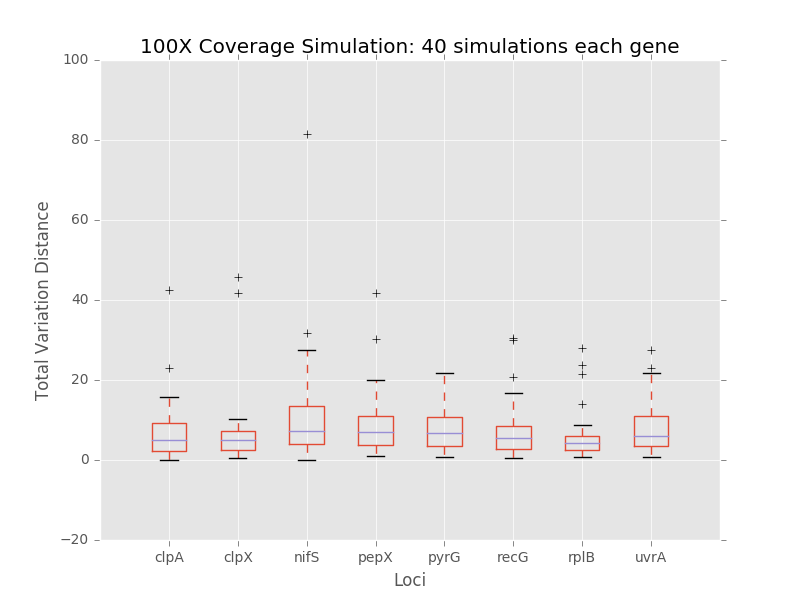 100X Coverage Simulation: 40 simulations each gene
100
80
60
40
20
0
−20
Total Variation Distance
clpA clpX nifS pepX pyrG recG rplB uvrA
Loci